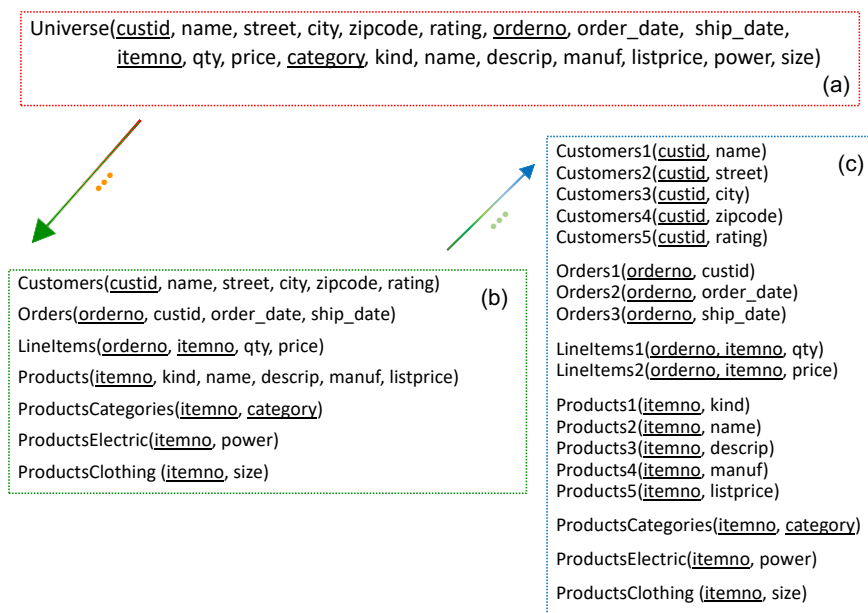 Universe(custid, name, street, city, zipcode, rating, orderno, order_date, ship_date,
itemno, qty, price, category, kind, name, descrip, manuf, listprice, power, size)
(a)
Customers(custid, name, street, city, zipcode, rating)
(b)
Orders(orderno, custid, order_date, ship_date)
LineItems(orderno, itemno, qty, price)
Products(itemno, kind, name, descrip, manuf, listprice)
ProductsCategories(itemno, category)
ProductsElectric(itemno, power)
ProductsClothing (itemno, size)
Customers1(custid, name)
(c)
Customers2(custid, street)
Customers3(custid, city)
Customers4(custid, zipcode)
Customers5(custid, rating)
Orders1(orderno, custid)
Orders2(orderno, order_date)
Orders3(orderno, ship_date)
LineItems1(orderno, itemno, qty)
LineItems2(orderno, itemno, price)
Products1(itemno, kind)
Products2(itemno, name)
Products3(itemno, descrip)
Products4(itemno, manuf)
Products5(itemno, listprice)
ProductsCategories(itemno, category)
ProductsElectric(itemno, power)
ProductsClothing (itemno, size)